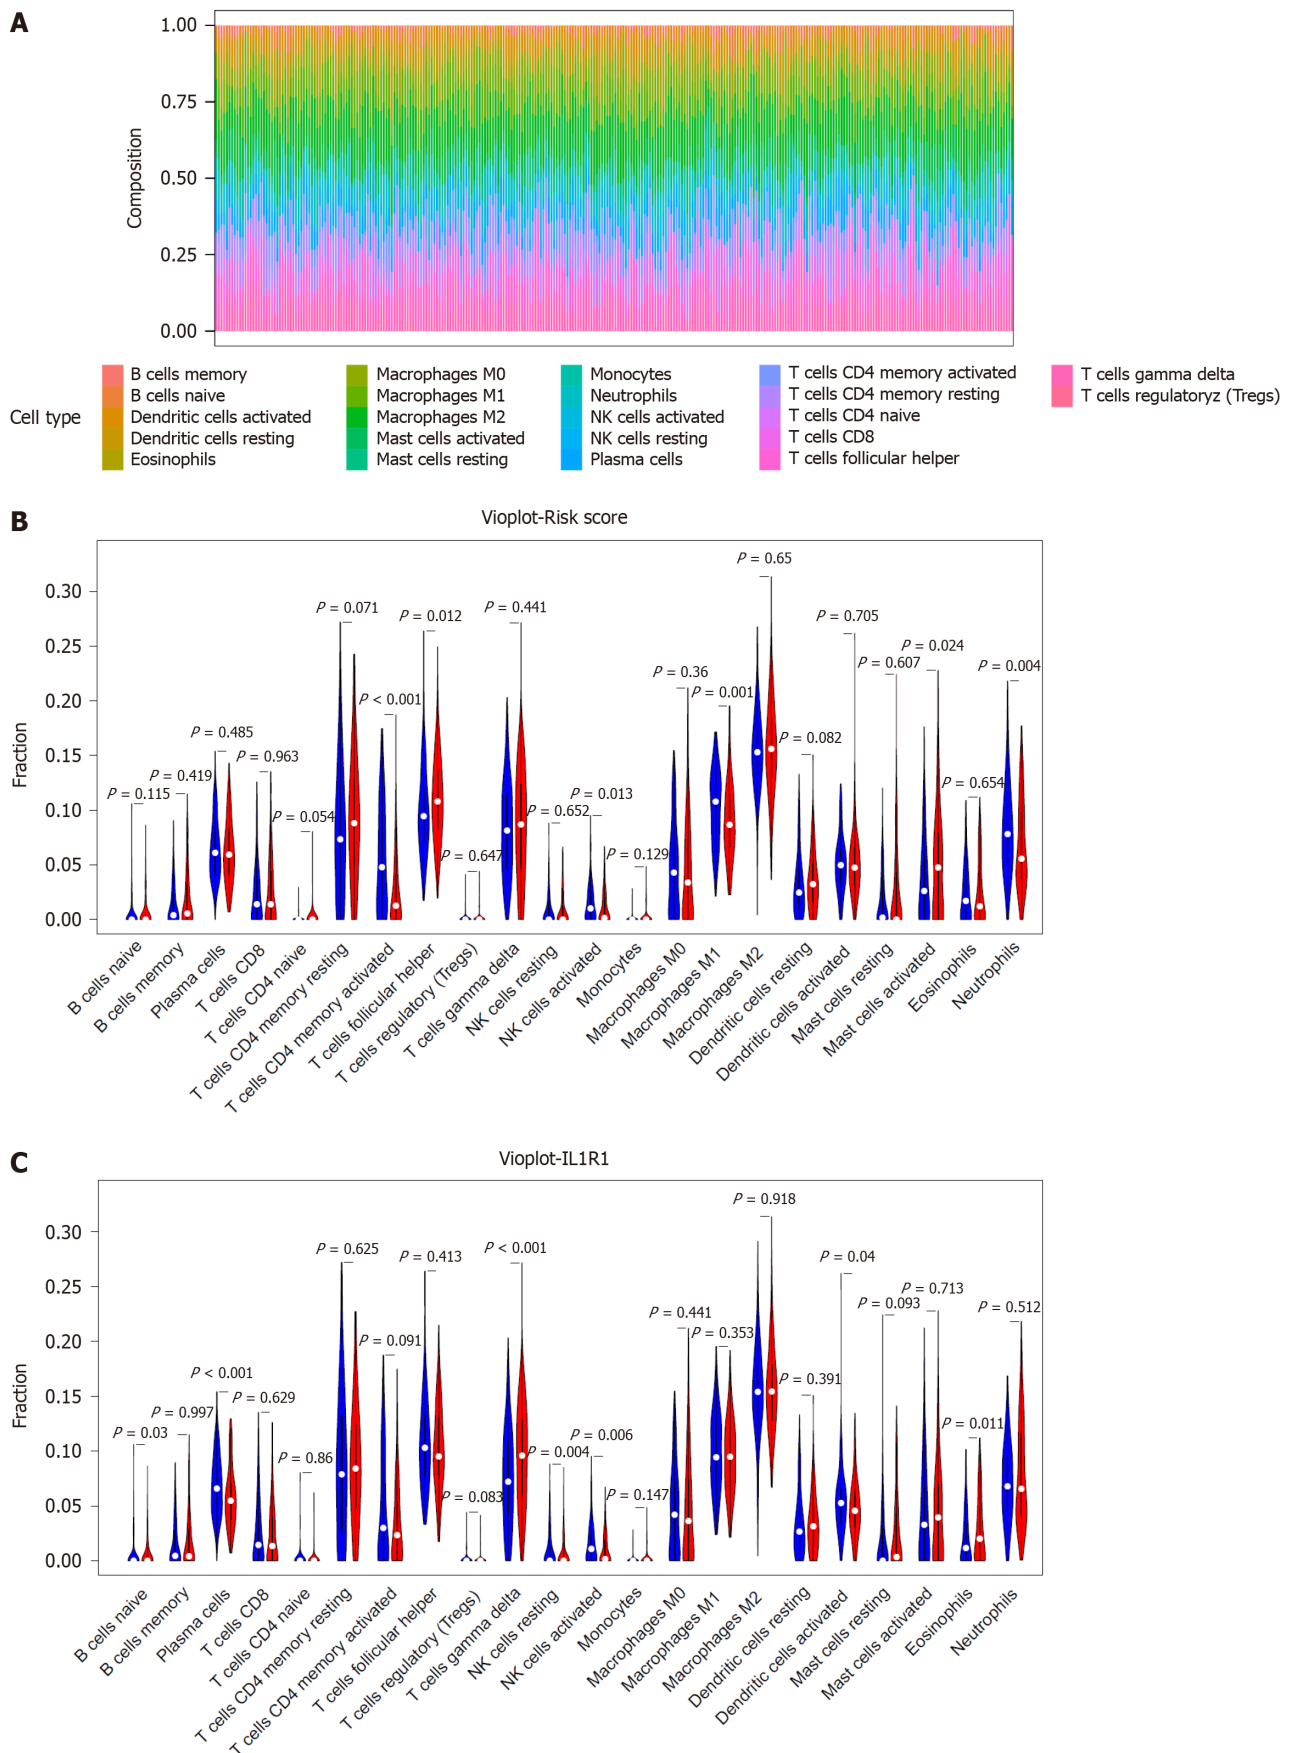 A
1.00
0.75
0.50
0.25
0.00
Composition
Cell type
B cells memory
B cells naive
Dendritic cells activated
Dendritic cells resting
Eosinophils
Macrophages M0
Macrophages M1
Macrophages M2
Mast cells activated
Mast cells resting
Monocytes
Neutrophils
NK cells activated
NK cells resting
Plasma cells
T cells CD4 memory activated
T cells CD4 memory resting
T cells CD4 naive
T cells CD8
T cells follicular helper
T cells gamma delta
T cells regulatoryz (Tregs)
B
Vioplot-Risk score
Fraction
0.30
0.25
0.20
0.15
0.10
0.05
0.00
P = 0.115
P = 0.419
P = 0.485
P = 0.963
P = 0.054
P = 0.071
P < 0.001
P = 0.012
P = 0.647
P = 0.441
P = 0.652
P = 0.013
P = 0.129
P = 0.36
P = 0.001
P = 0.65
P = 0.082
P = 0.705
P = 0.607
P = 0.024
P = 0.654
P = 0.004
B cells naive
B cells memory
Plasma cells
T cells CD8
T cells CD4 naive
T cells CD4 memory resting
T cells CD4 memory activated
T cells follicular helper
T cells regulatory (Tregs)
T cells gamma delta
NK cells resting
NK cells activated
Monocytes
Macrophages M0
Macrophages M1
Macrophages M2
Dendritic cells resting
Dendritic cells activated
Mast cells resting
Mast cells activated
Eosinophils
Neutrophils
C
Vioplot-IL1R1
Fraction
0.30
0.25
0.20
0.15
0.10
0.05
0.00
P = 0.03
P = 0.997
P < 0.001
P = 0.629
P = 0.86
P = 0.625
P = 0.091
P = 0.413
P = 0.083
P < 0.001
P = 0.004
P = 0.006
P = 0.147
P = 0.441
P = 0.353
P = 0.918
P = 0.391
P = 0.04
P = 0.093
P = 0.713
P = 0.011
P = 0.512
B cells naive
B cells memory
Plasma cells
T cells CD8
T cells CD4 naive
T cells CD4 memory resting
T cells CD4 memory activated
T cells follicular helper
T cells regulatory (Tregs)
T cells gamma delta
NK cells resting
NK cells activated
Monocytes
Macrophages M0
Macrophages M1
Macrophages M2
Dendritic cells resting
Dendritic cells activated
Mast cells resting
Mast cells activated
Eosinophils
Neutrophils